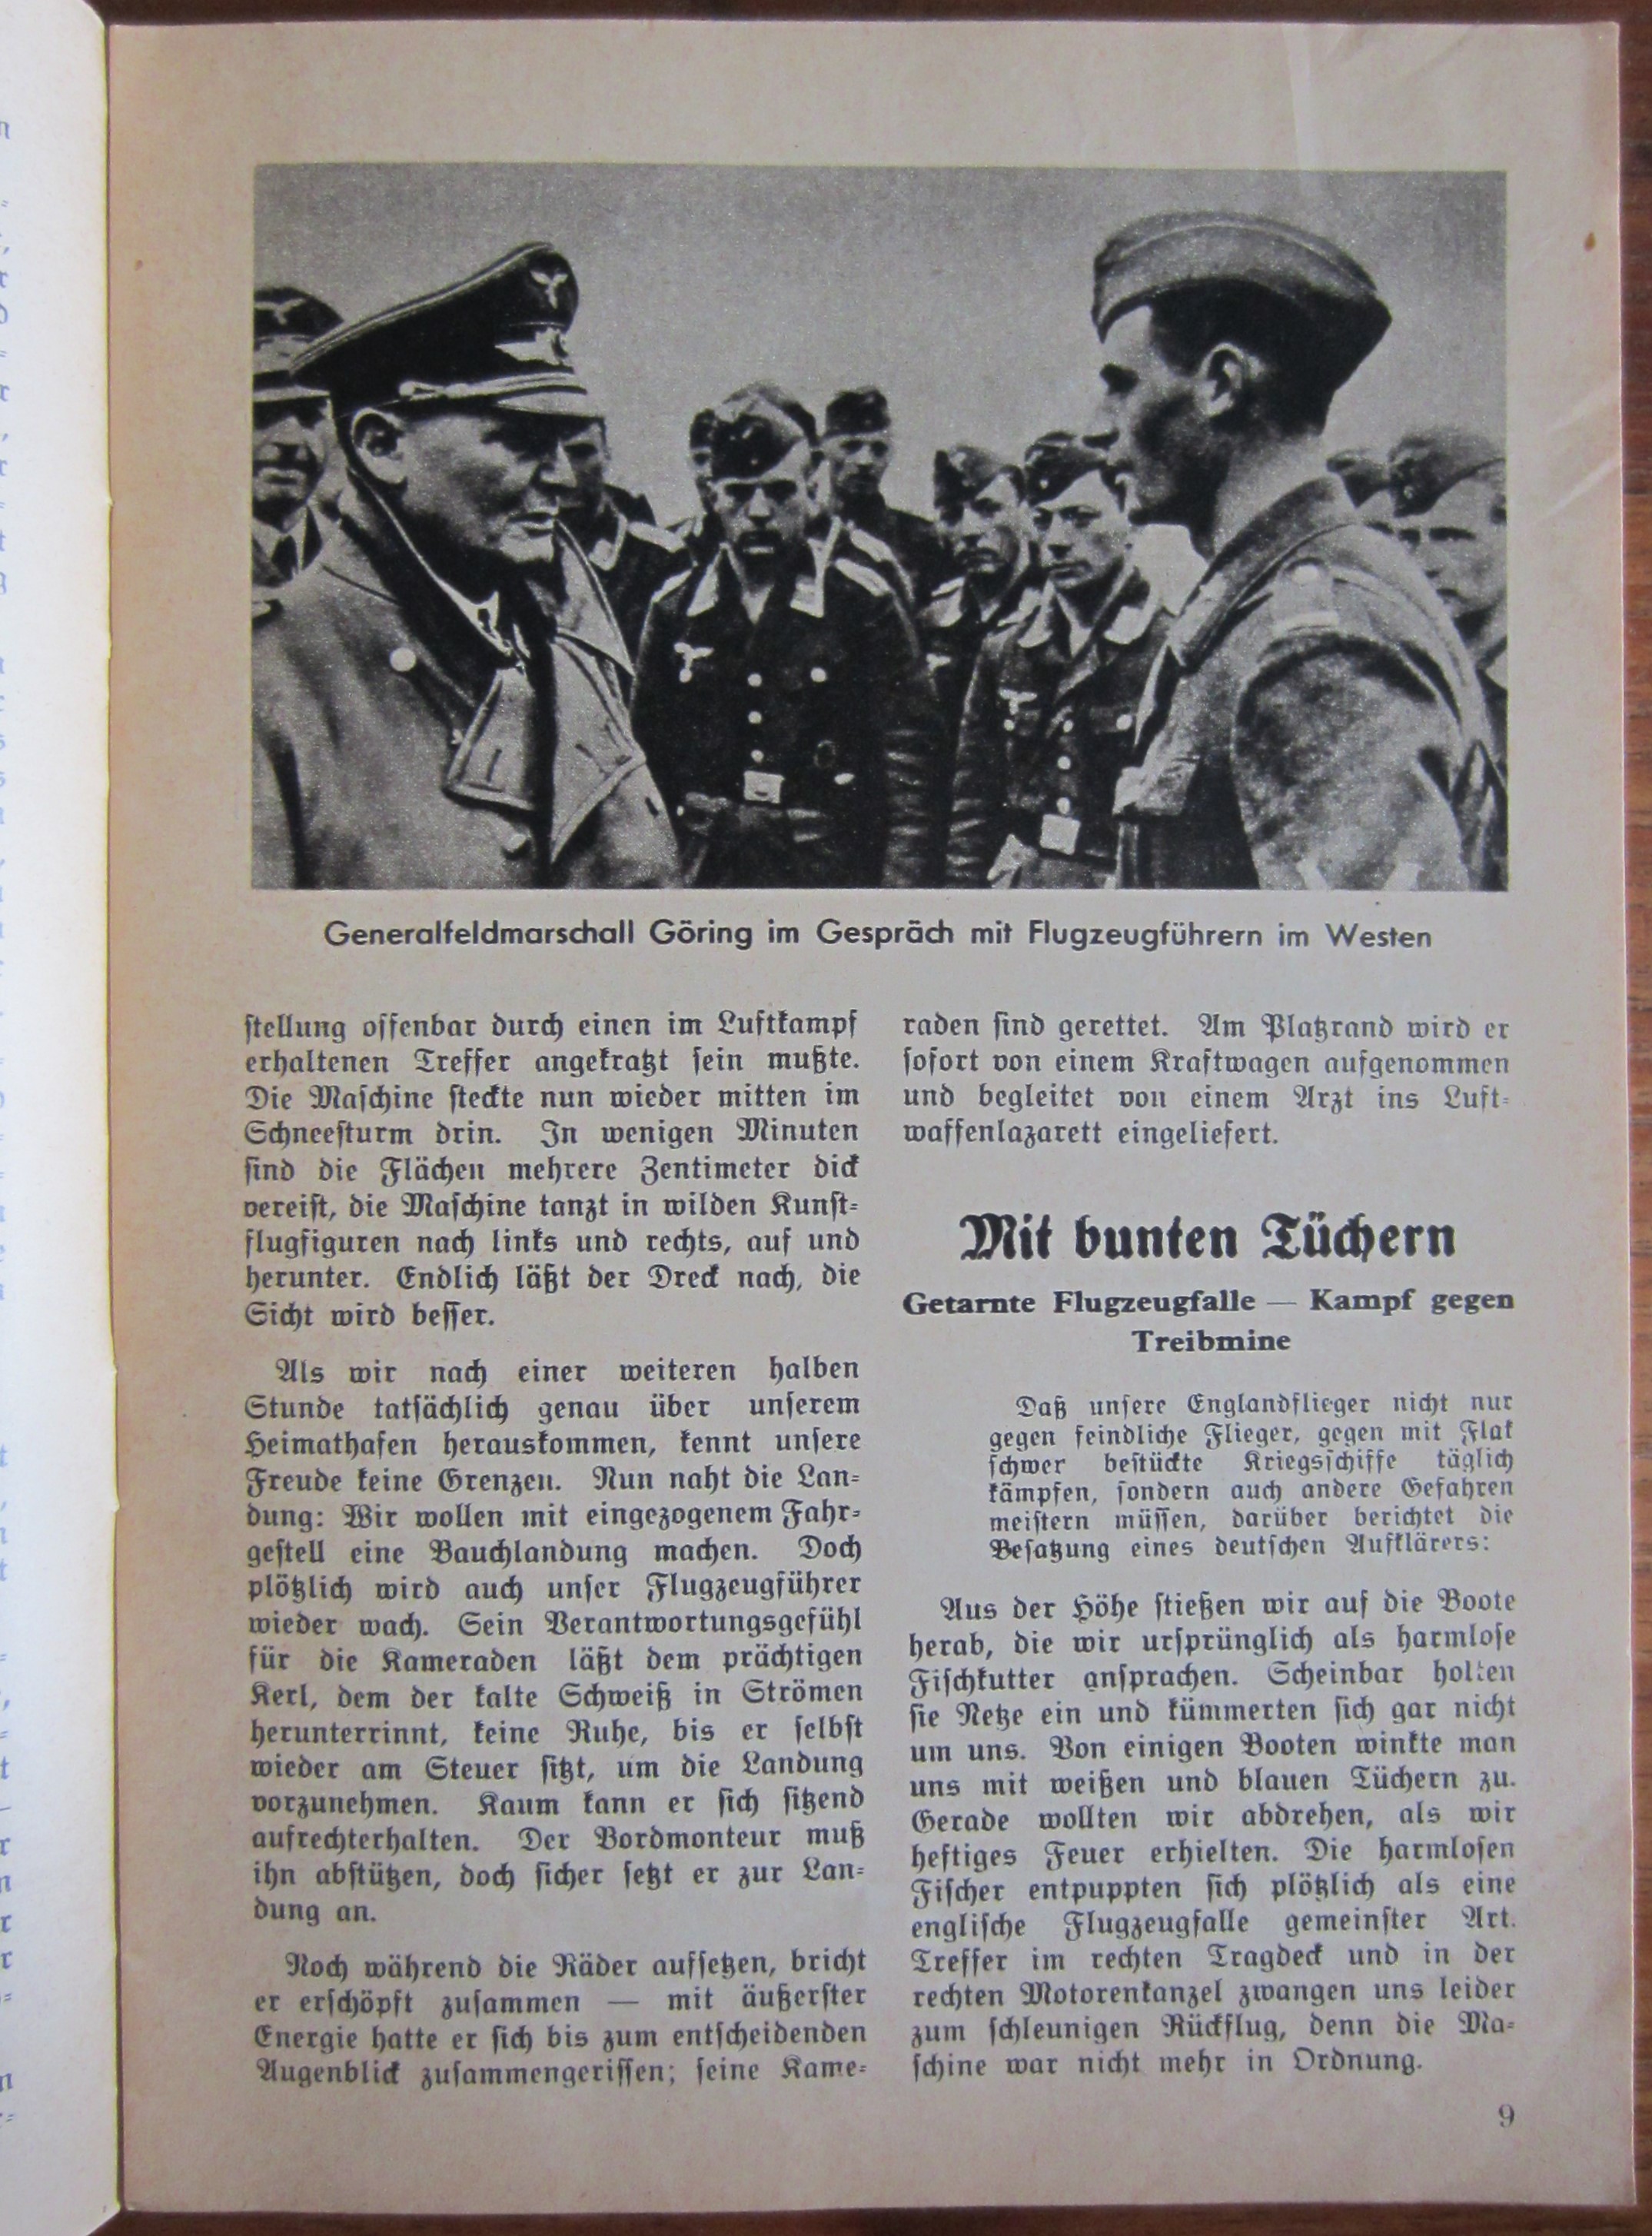 Generalfeldmarschall Göring im Gespräch mit Flugzeugführern im Westen
stellung offenbar durch einen im Luftkampf
erhaltenen Treffer angekratzt sein mußte.
Die Maschine steckte nun wieder mitten im
Schneesturm drin. In wenigen Minuten
sind die Flächen mehrere Zentimeter dick
vereist, die Maschine tanzt in wilden Kunst-
flugfiguren nach links und rechts, auf und
herunter. Endlich läßt der Dreck nach, die
Sicht wird besser.
Als wir nach einer weiteren halben
Stunde tatsächlich genau über unserem
Heimathafen herauskommen, kennt unsere
Freude keine Grenzen. Nun naht die Lan-
dung: Wir wollen mit eingezogenem Fahr-
gestell eine Bauchlandung machen. Doch
plötzlich wird auch unser Flugzeugführer
wieder wach. Sein Verantwortungsgefühl
für die Kameraden läßt dem prächtigen
Kerl, dem der kalte Schweiß in Strömen
herunterrinnt, keine Ruhe, bis er selbst
wieder am Steuer sitzt, um die Landung
vorzunehmen. Kaum kann er sich sitzend
aufrechterhalten. Der Bordmonteur muß
ihn abstützen, doch sicher setzt er zur Lan-
dung an.
Noch während die Räder aufsetzen, bricht
er erschöpft zusammen — mit äußerster
Energie hatte er sich bis zum entscheidenden
Augenblick zusammengerissen; seine Kame-
raden sind gerettet. Am Platzrand wird er
sofort von einem Kraftwagen aufgenommen
und begleitet von einem Arzt ins Luft-
waffenlazarett eingeliefert.
Mit bunten Tüchern
Getarnte Flugzeugfalle — Kampf gegen
Treibmine
Daß unsere Englandflieger nicht nur
gegen feindliche Flieger, gegen mit Flak
schwer bestückte Kriegsschiffe täglich
kämpfen, sondern auch andere Gefahren
meistern müssen, darüber berichtet die
Besatzung eines deutschen Aufklärers:
Aus der Höhe stießen wir auf die Boote
herab, die wir ursprünglich als harmlose
Fischkutter ansprachen. Scheinbar holten
sie Netze ein und kümmerten sich gar nicht
um uns. Von einigen Booten winkte man
uns mit weißen und blauen Tüchern zu.
Gerade wollten wir abdrehen, als wir
heftiges Feuer erhielten. Die harmlosen
Fischer entpuppten sich plötzlich als eine
englische Flugzeugfalle gemeinster Art.
Treffer im rechten Tragdeck und in der
rechten Motorenkanzel zwangen uns leider
zum schleunigen Rückflug, denn die Ma-
schine war nicht mehr in Ordnung.
9